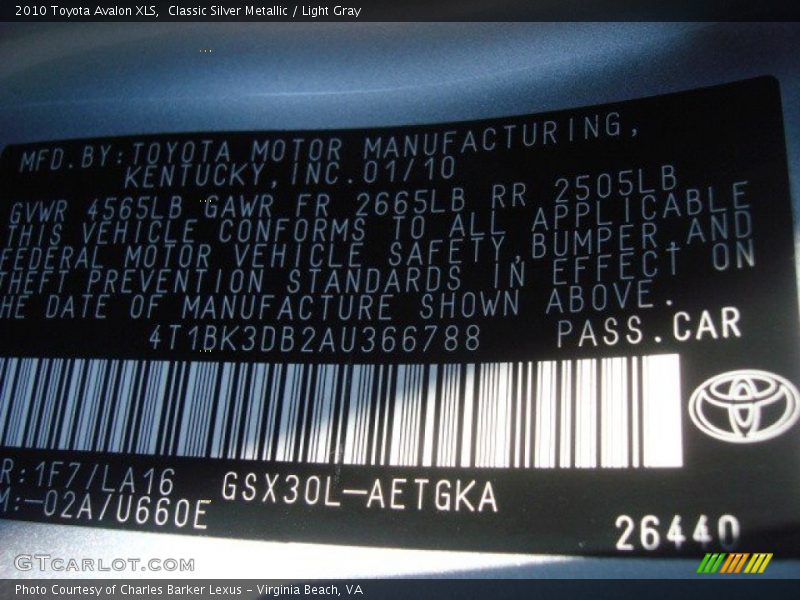 2010 Toyota Avalon XLS,  Classic Silver Metallic / Light Gray
MFD.BY:TOYOTA MOTOR MANUFACTURING,
KENTUCKY,INC.01/10
GVWR 4565LB GAWR FR 2665LB RR 2505LB
THIS VEHICLE CONFORMS TO ALL APPLICABLE
FEDERAL MOTOR VEHICLE SAFETY,BUMPER,AND
THEFT PREVENTION STANDARDS IN EFFECT ON
HE DATE OF MANUFACTURE SHOWN ABOVE.
4T1BK3DB2AU366788 PASS.CAR
R:1F7/LA16
GSX30L-AETGKA
M:-02A/U660E
26440
GTcarlot.com
Photo Courtesy of Charles Barker Lexus - Virginia Beach, VA